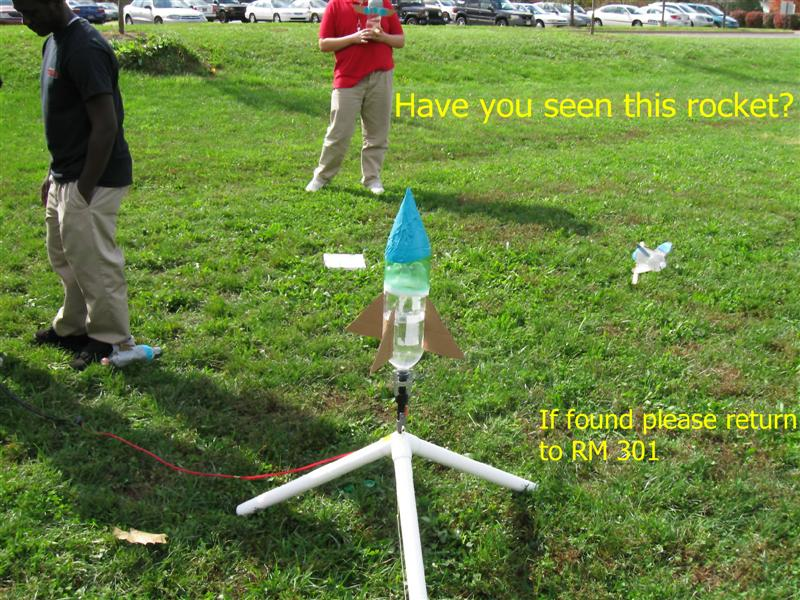 Have you seen this rocket?
If found please return
to RM 301